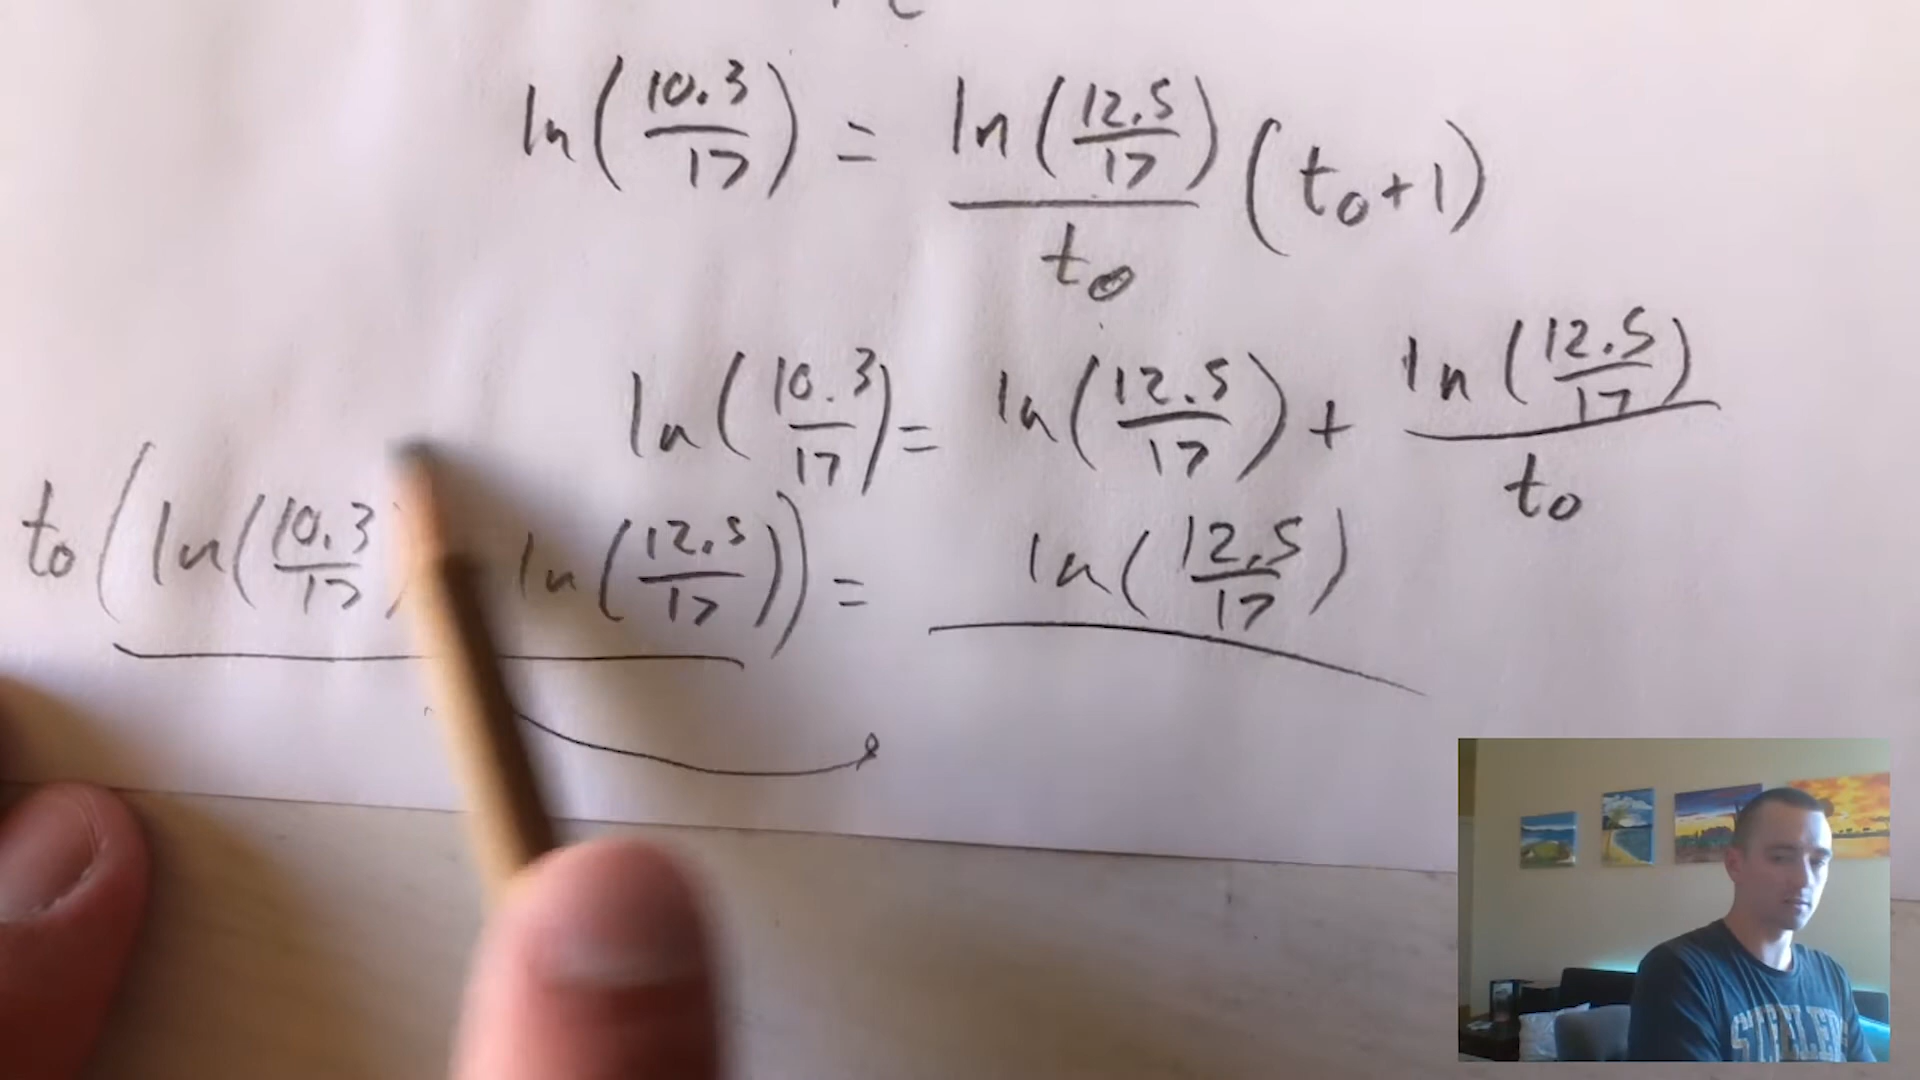 ln(10.3/17) = ln(12.5/17)/t₀ (t₀+1)
ln(10.3/17) = ln(12.5/17) + ln(12.5/17)/t₀
t₀(ln(10.3/17) ln(12.5/17)) = ln(12.5/17)
STEELER